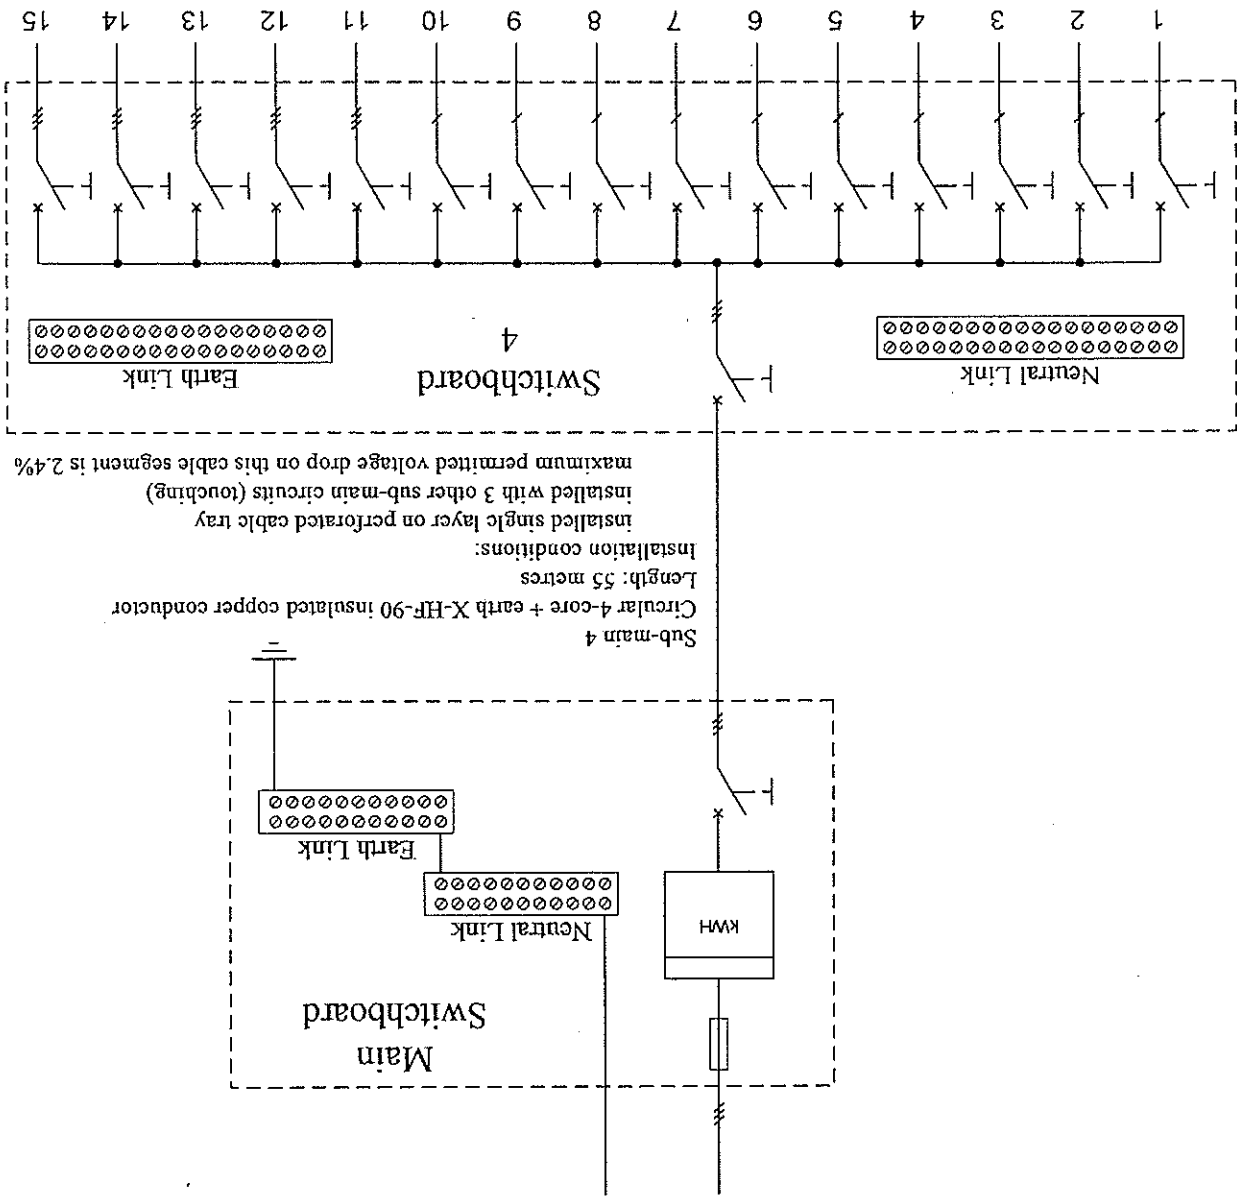 Main
Switchboard
kWH
Neutral Link
Earth Link
Sub-main 4
Circular 4-core + earth X-HF-90 insulated copper conductor
Length: 55 metres
Installation conditions:
installed single layer on perforated cable tray
installed with 3 other sub-main circuits (touching)
maximum permitted voltage drop on this cable segment is 2.4%
Neutral Link
Switchboard
4
Earth Link
1 2 3 4 5 6 7 8 9 10 11 12 13 14 15